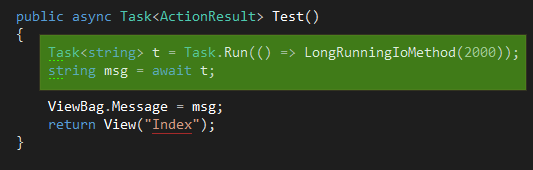 public async Task<ActionResult> Test()
{
Task<string> t = Task.Run(() => LongRunningIoMethod(2000));
string msg = await t;
ViewBag.Message = msg;
return View("Index");
}